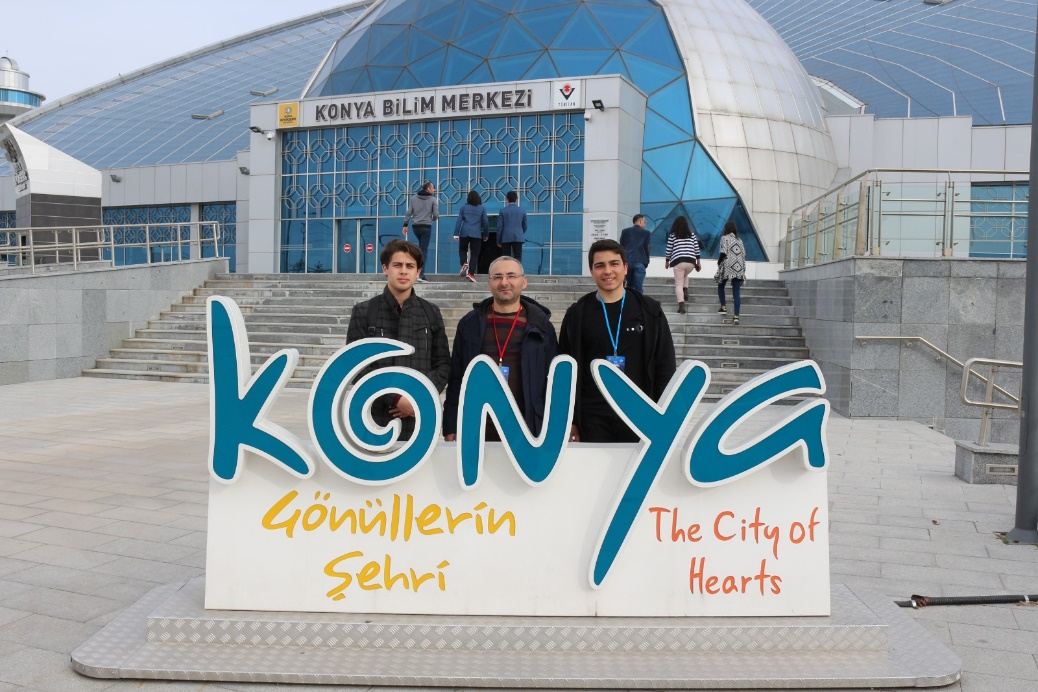 KONYA BİLİM MERKEZİ
TÜBİTAK
konya
Gönüllerin
Şehri
The City of
Hearts